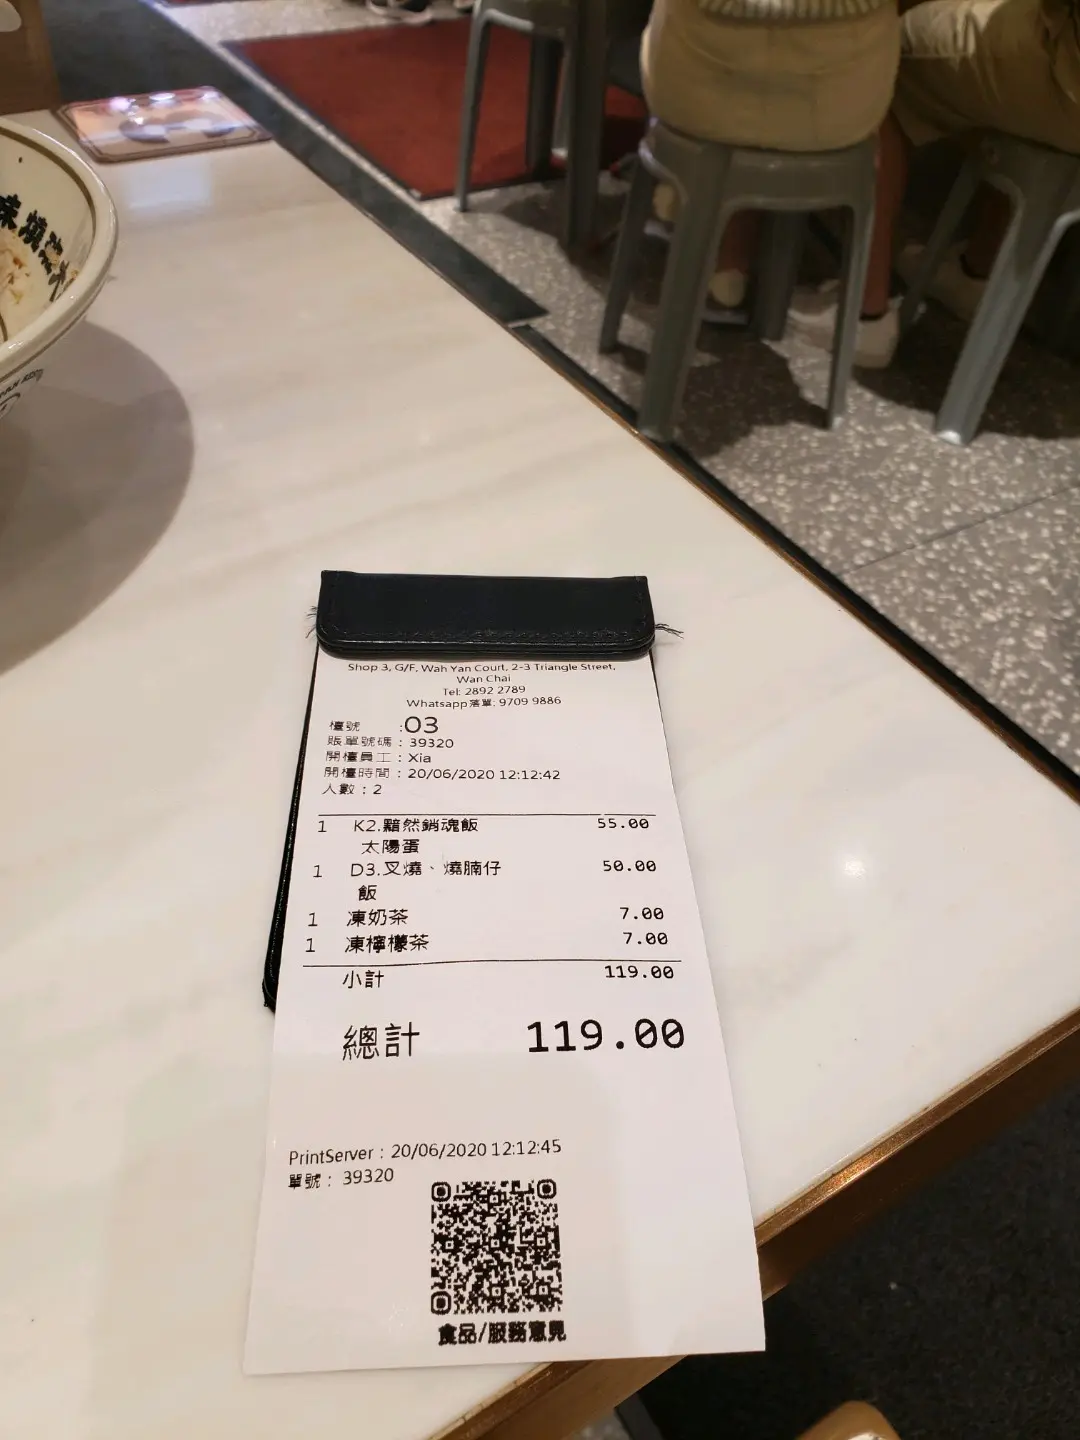 燒
Shop 3, G/F, Wah Yan Court, 2-3 Triangle Street,
Wan Chai
Tel: 2892 2789
Whatsapp落單: 9709 9886
檯號 :03
賬單號碼 : 39320
開檯員工 : Xia
開檯時間 : 20/06/2020 12:12:42
人數 : 2
1 K2.黯然銷魂飯 55.00
太陽蛋
1 D3.叉燒、燒腩仔 50.00
飯
1 凍奶茶 7.00
1 凍檸檬茶 7.00
小計 119.00
總計 119.00
PrintServer : 20/06/2020 12:12:45
單號 : 39320
食品/服務意見